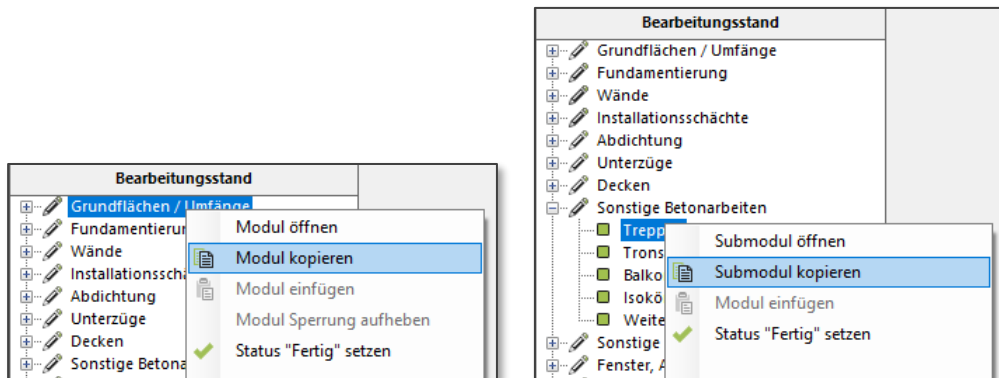 Bearbeitungsstand
Grundflächen / Umfänge
Fundamentierur
Wände
Installationssch
Abdichtung
Unterzüge
Decken
Sonstige Betona
Modul öffnen
Modul kopieren
Modul einfügen
Modul Sperrung aufheben
Status "Fertig" setzen
Bearbeitungsstand
Grundflächen / Umfänge
Fundamentierung
Wände
Installationsschächte
Abdichtung
Unterzüge
Decken
Sonstige Betonarbeiten
Trepp
Trons
Balko
Isokö
Weite
Sonstige
Fenster, A
Submodul öffnen
Submodul kopieren
Modul einfügen
Status "Fertig" setzen